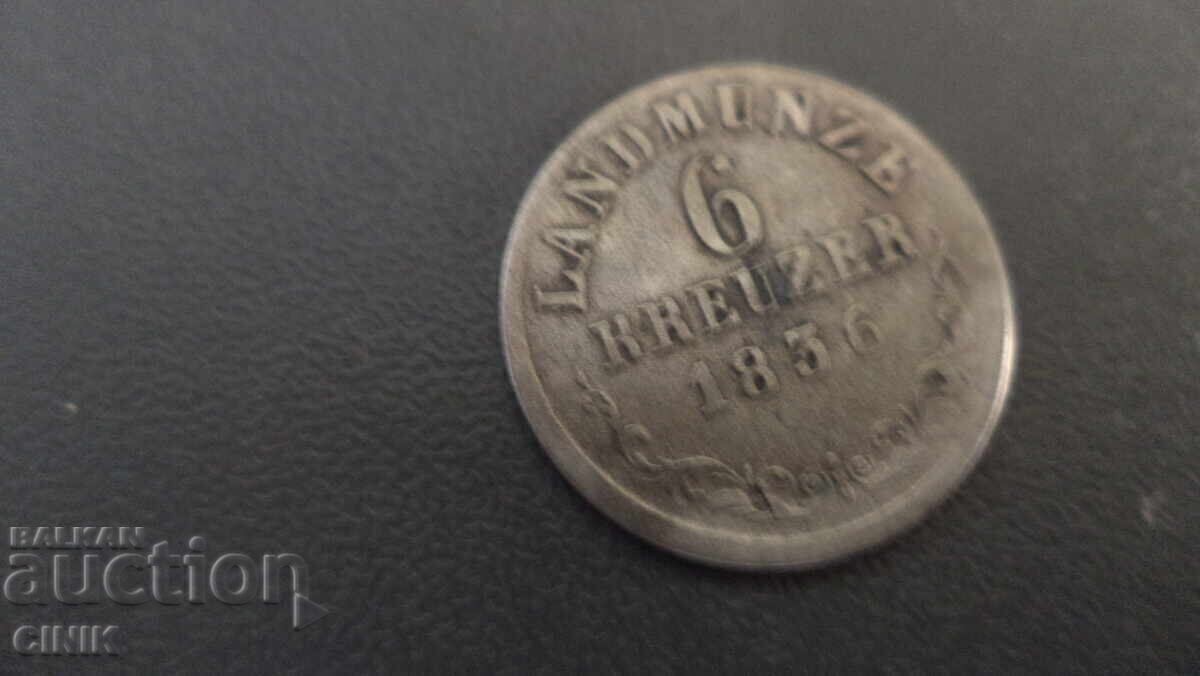 LANDMUNZE
6
KREUZER
1836
BALKAN
auction
CINIK